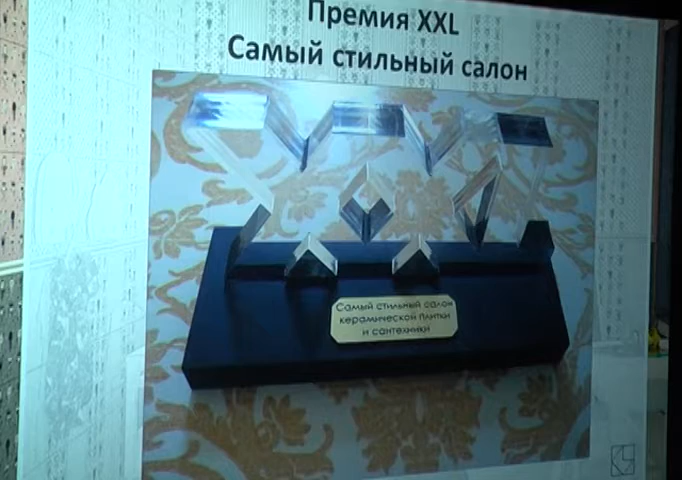 Премия XXL
Самый стильный салон
Самый стильный салон
керамической плитки
и сантехники